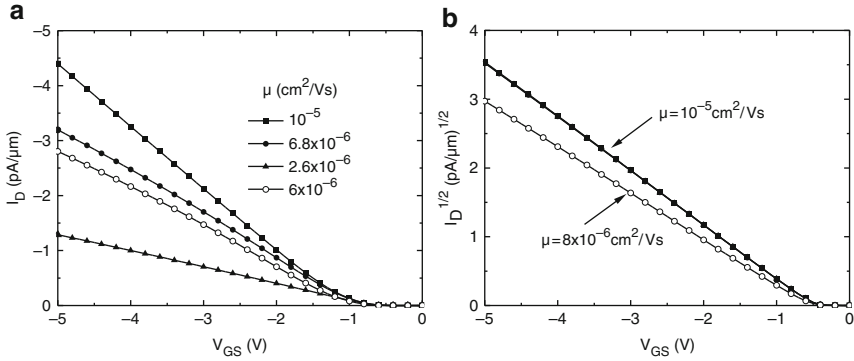 a
I_D (pA/μm)
–5
–4
–3
–2
–1
0
–5 –4 –3 –2 –1 0
V_GS (V)
μ (cm²/Vs)
10⁻⁵
6.8x10⁻⁶
2.6x10⁻⁶
6x10⁻⁶
b
I_D^1/2 (pA/μm)^1/2
4
3
2
1
0
–5 –4 –3 –2 –1 0
V_GS (V)
μ=10⁻⁵cm²/Vs
μ=8x10⁻⁶cm²/Vs